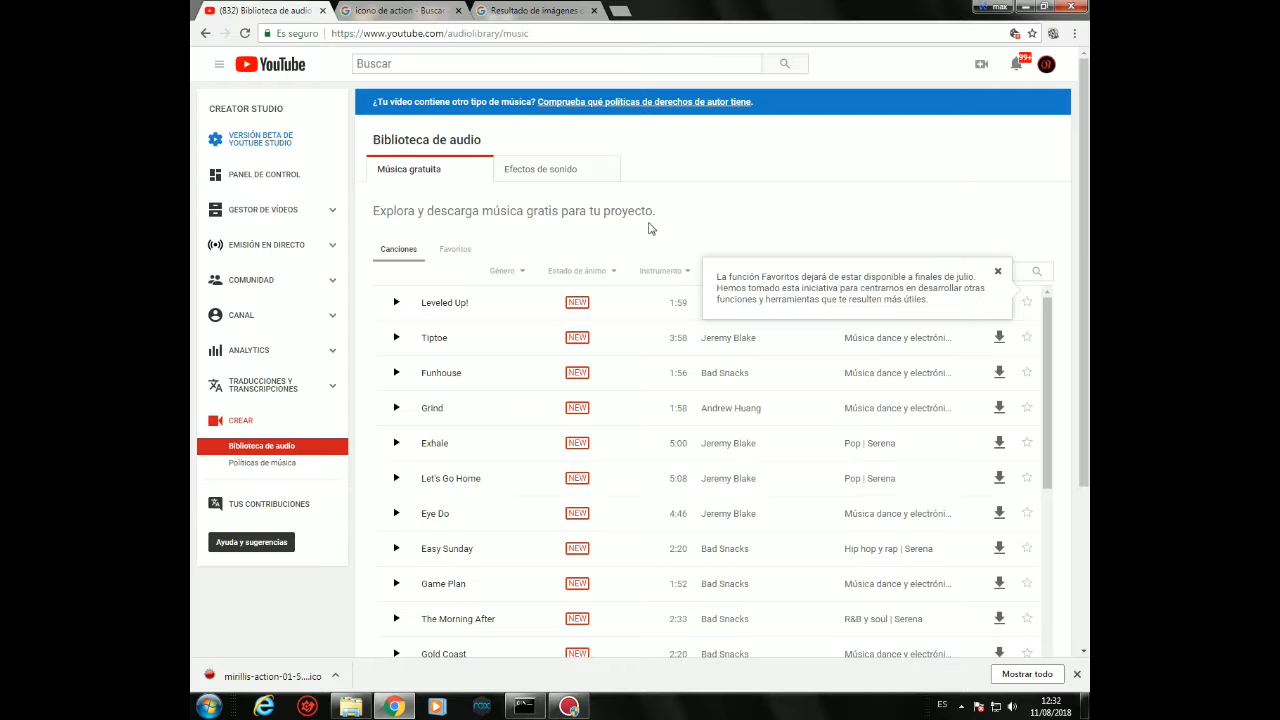 (832) Biblioteca de audio
icono de action - Buscar
Resultado de imágenes
max
Es seguro | https://www.youtube.com/audiolibrary/music
YouTube
Buscar
99+
CREATOR STUDIO
VERSIÓN BETA DE
YOUTUBE STUDIO
PANEL DE CONTROL
GESTOR DE VÍDEOS
EMISIÓN EN DIRECTO
COMUNIDAD
CANAL
ANALYTICS
TRADUCCIONES Y
TRANSCRIPCIONES
CREAR
Biblioteca de audio
Políticas de música
TUS CONTRIBUCIONES
Ayuda y sugerencias
¿Tu vídeo contiene otro tipo de música? Comprueba qué políticas de derechos de autor tiene.
Biblioteca de audio
Música gratuita
Efectos de sonido
Explora y descarga música gratis para tu proyecto.
Canciones
Favoritos
Género
Estado de ánimo
Instrumento
La función Favoritos dejará de estar disponible a finales de julio.
Hemos tomado esta iniciativa para centrarnos en desarrollar otras
funciones y herramientas que te resulten más útiles.
Leveled Up! NEW 1:59
Tiptoe NEW 3:58 Jeremy Blake Música dance y electróni...
Funhouse NEW 1:56 Bad Snacks Música dance y electróni...
Grind NEW 1:58 Andrew Huang Música dance y electróni...
Exhale NEW 5:00 Jeremy Blake Pop | Serena
Let's Go Home NEW 5:08 Jeremy Blake Pop | Serena
Eye Do NEW 4:46 Jeremy Blake Música dance y electróni...
Easy Sunday NEW 2:20 Bad Snacks Hip hop y rap | Serena
Game Plan NEW 1:52 Bad Snacks Música dance y electróni...
The Morning After NEW 2:33 Bad Snacks R&B y soul | Serena
Gold Coast NEW 2:20 Bad Snacks Música dance y electróni...
mirillis-action-01-5....ico
Mostrar todo
ES
12:32
11/08/2018